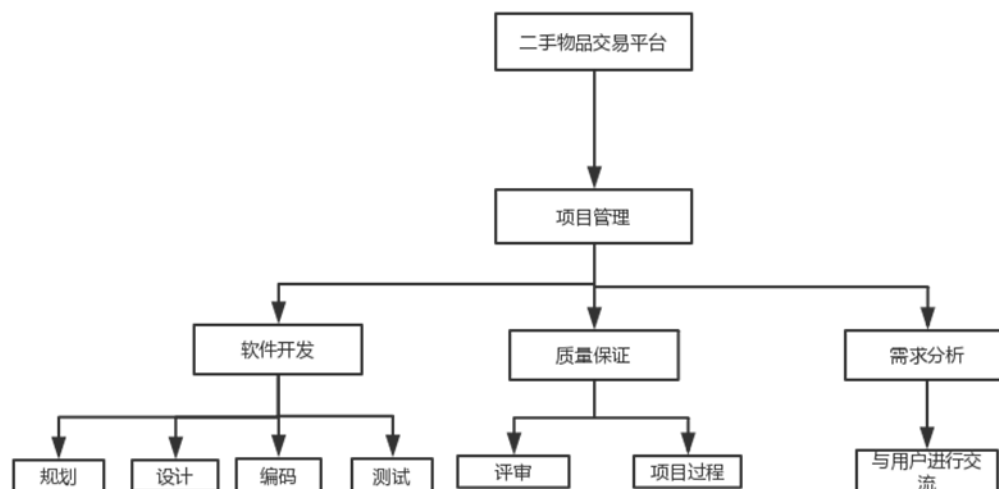 二手物品交易平台
项目管理
软件开发
质量保证
需求分析
规划
设计
编码
测试
评审
项目过程
与用户进行交
流